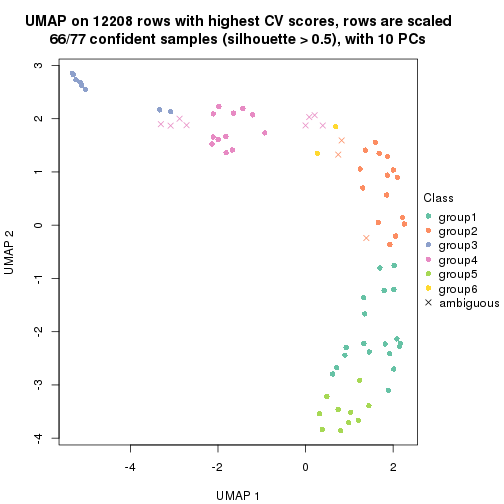 UMAP on 12208 rows with highest CV scores, rows are scaled
66/77 confident samples (silhouette > 0.5), with 10 PCs
3
2
1
0
-1
-2
-3
-4
UMAP 2
-4
-2
0
2
UMAP 1
Class
group1
group2
group3
group4
group5
group6
ambiguous